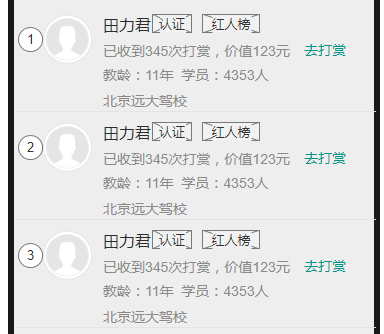 1 田力君 认证 红人榜
已收到345次打赏，价值123元 去打赏
教龄：11年 学员：4353人
北京远大驾校
2 田力君 认证 红人榜
已收到345次打赏，价值123元 去打赏
教龄：11年 学员：4353人
北京远大驾校
3 田力君 认证 红人榜
已收到345次打赏，价值123元 去打赏
教龄：11年 学员：4353人
北京远大驾校